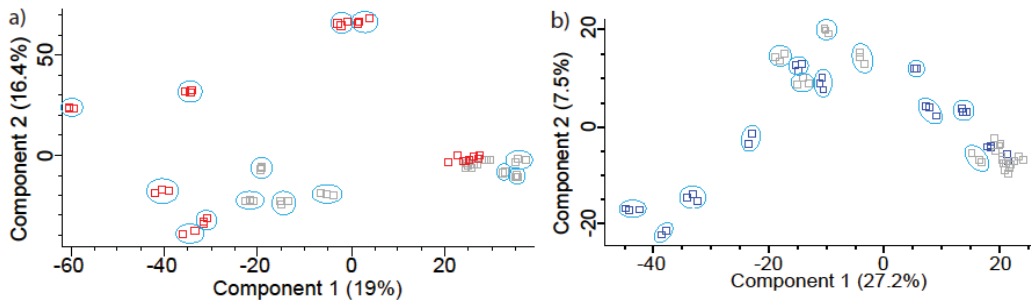 a)
50
0
Component 2 (16.4%)
-60
-40
-20
0
20
Component 1 (19%)
b)
20
0
-20
Component 2 (7.5%)
-40
-20
0
20
Component 1 (27.2%)